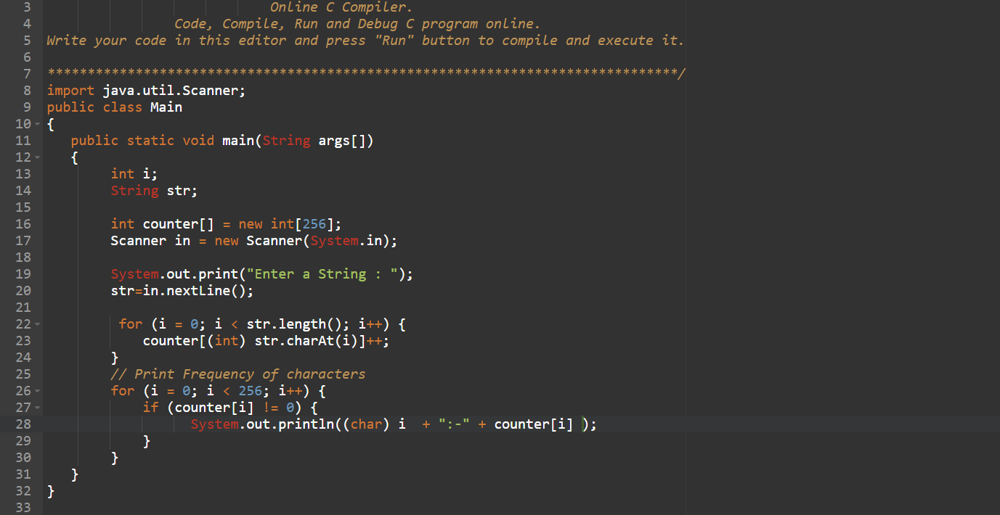 3 Online C Compiler.
4 Code, Compile, Run and Debug C program online.
5 Write your code in this editor and press "Run" button to compile and execute it.
6
7 *******************************************************************************/
8 import java.util.Scanner;
9 public class Main
10 {
11 public static void main(String args[])
12 {
13 int i;
14 String str;
15
16 int counter[] = new int[256];
17 Scanner in = new Scanner(System.in);
18
19 System.out.print("Enter a String : ");
20 str=in.nextLine();
21
22 for (i = 0; i < str.length(); i++) {
23 counter[(int) str.charAt(i)]++;
24 }
25 // Print Frequency of characters
26 for (i = 0; i < 256; i++) {
27 if (counter[i] != 0) {
28 System.out.println((char) i  + ":-" + counter[i] );
29 }
30 }
31 }
32 }
33